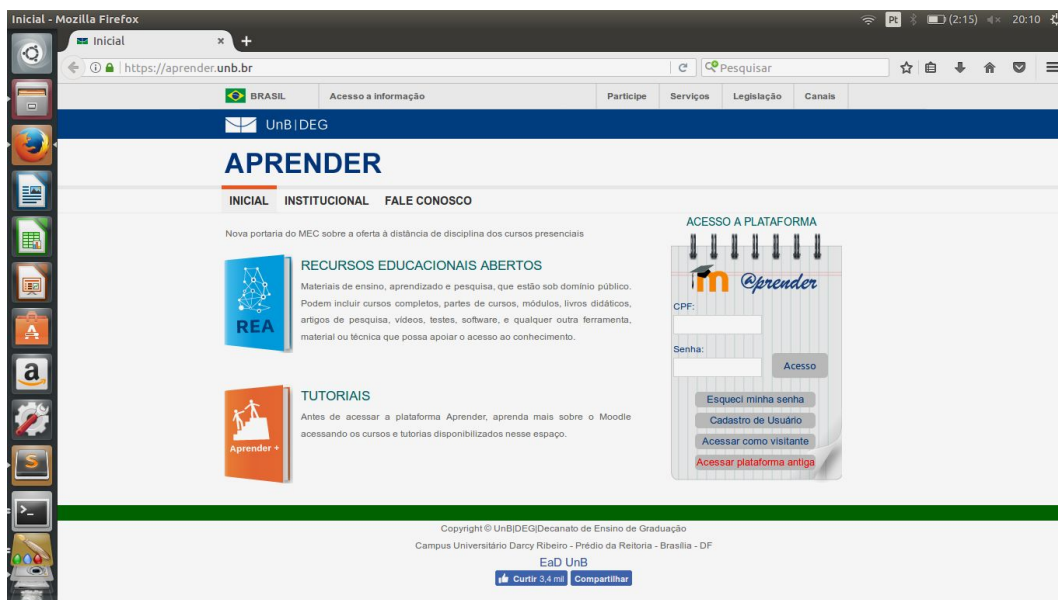 Inicial - Mozilla Firefox
Pt
(2:15)
20:10
Inicial
https://aprender.unb.br
Pesquisar
BRASIL
Acesso a informação
Participe
Serviços
Legislação
Canais
UnB|DEG
APRENDER
INICIAL
INSTITUCIONAL
FALE CONOSCO
Nova portaria do MEC sobre a oferta à distância de disciplina dos cursos presenciais
REA
RECURSOS EDUCACIONAIS ABERTOS
Materiais de ensino, aprendizado e pesquisa, que estão sob domínio público.
Podem incluir cursos completos, partes de cursos, módulos, livros didáticos,
artigos de pesquisa, vídeos, testes, software, e qualquer outra ferramenta,
material ou técnica que possa apoiar o acesso ao conhecimento.
Aprender +
TUTORIAIS
Antes de acessar a plataforma Aprender, aprenda mais sobre o Moodle
acessando os cursos e tutorias disponibilizados nesse espaço.
ACESSO A PLATAFORMA
m @prender
CPF:
Senha:
Acesso
Esqueci minha senha
Cadastro de Usuário
Acessar como visitante
Acessar plataforma antiga
Copyright © UnB|DEG|Decanato de Ensino de Graduação
Campus Universitário Darcy Ribeiro - Prédio da Reitoria - Brasília - DF
EaD UnB
Curtir 3,4 mil
Compartilhar